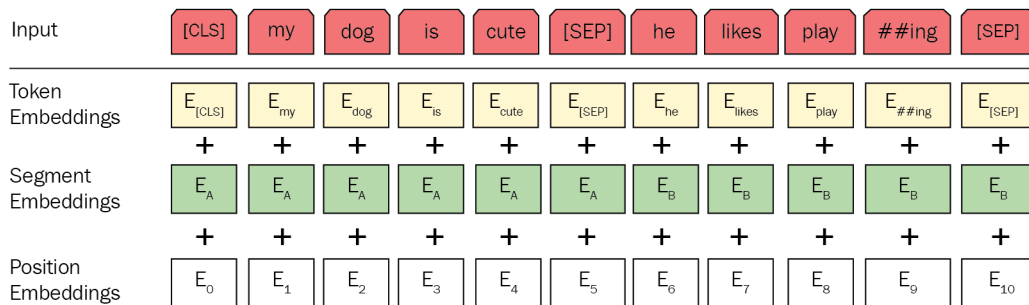 Input [CLS] my dog is cute [SEP] he likes play ##ing [SEP]
Token Embeddings E[CLS] Emy Edog Eis Ecute E[SEP] Ehe Elikes Eplay E##ing E[SEP]
+ + + + + + + + + + +
Segment Embeddings EA EA EA EA EA EA EB EB EB EB EB
+ + + + + + + + + + +
Position Embeddings E0 E1 E2 E3 E4 E5 E6 E7 E8 E9 E10